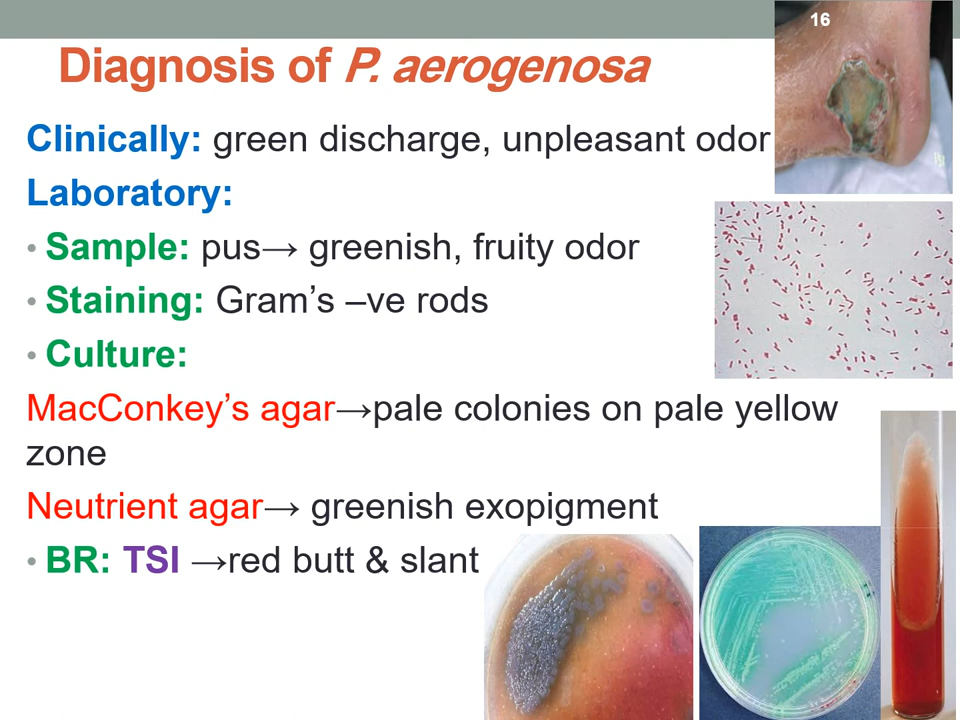 16
Diagnosis of P. aerogenosa
Clinically: green discharge, unpleasant odor
Laboratory:
• Sample: pus→ greenish, fruity odor
• Staining: Gram’s –ve rods
• Culture:
MacConkey’s agar→pale colonies on pale yellow
zone
Neutrient agar→ greenish exopigment
• BR: TSI →red butt & slant